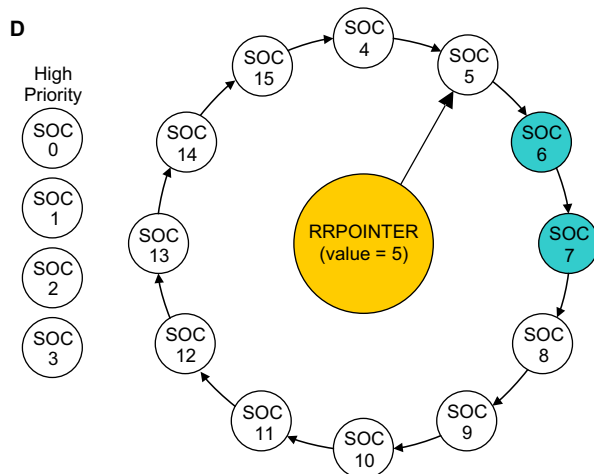 D
High
Priority
SOC
0
SOC
1
SOC
2
SOC
3
SOC
4
SOC
5
SOC
6
SOC
7
SOC
8
SOC
9
SOC
10
SOC
11
SOC
12
SOC
13
SOC
14
SOC
15
RRPOINTER
(value = 5)